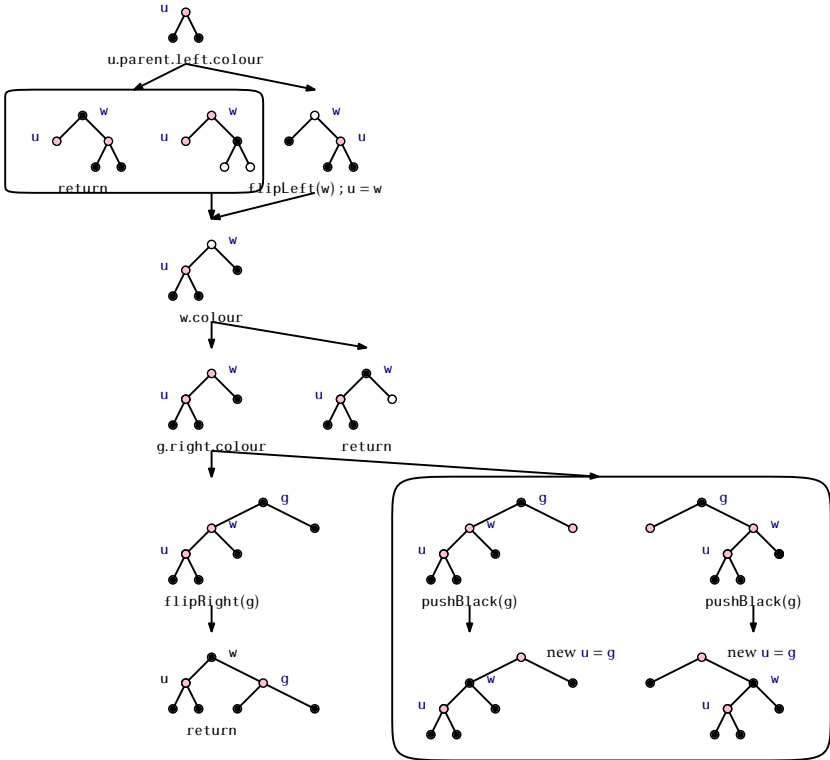 u
u.parent.left.colour
w w w
u u u
return flipLeft(w) ; u = w
w
u
w.colour
w w
u u
g.right.colour return
g g g
w w w
u u u
flipRight(g) pushBlack(g) pushBlack(g)
w new u = g new u = g
u g w w
u u
return